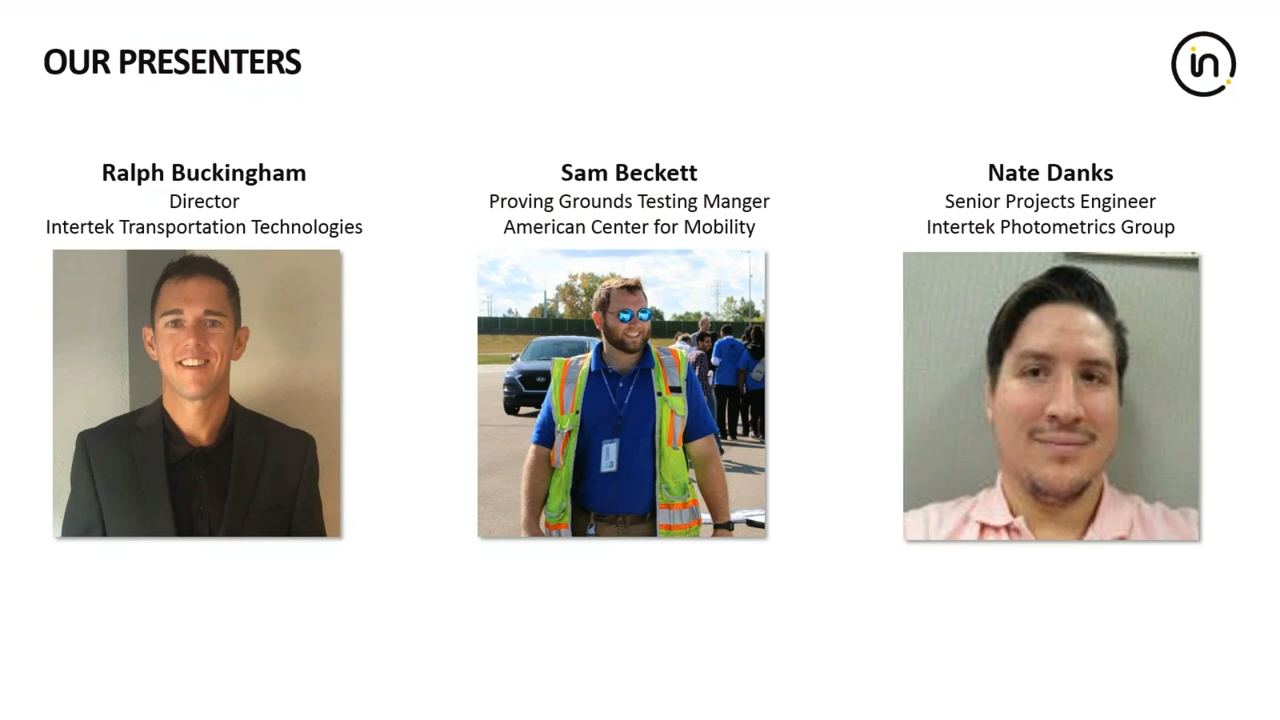 OUR PRESENTERS
in
Ralph Buckingham
Director
Intertek Transportation Technologies
Sam Beckett
Proving Grounds Testing Manger
American Center for Mobility
Nate Danks
Senior Projects Engineer
Intertek Photometrics Group